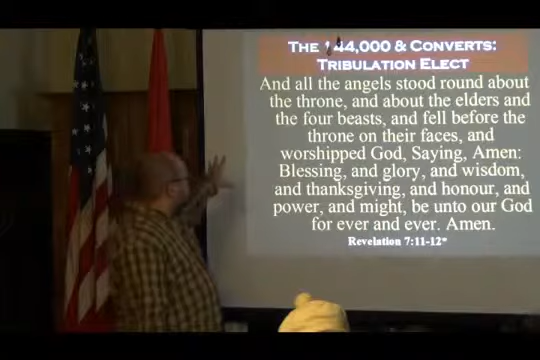 THE 144,000 & CONVERTS:
TRIBULATION ELECT
And all the angels stood round about
the throne, and about the elders and
the four beasts, and fell before the
throne on their faces, and
worshipped God, Saying, Amen:
Blessing, and glory, and wisdom,
and thanksgiving, and honour, and
power, and might, be unto our God
for ever and ever. Amen.
Revelation 7:11-12*